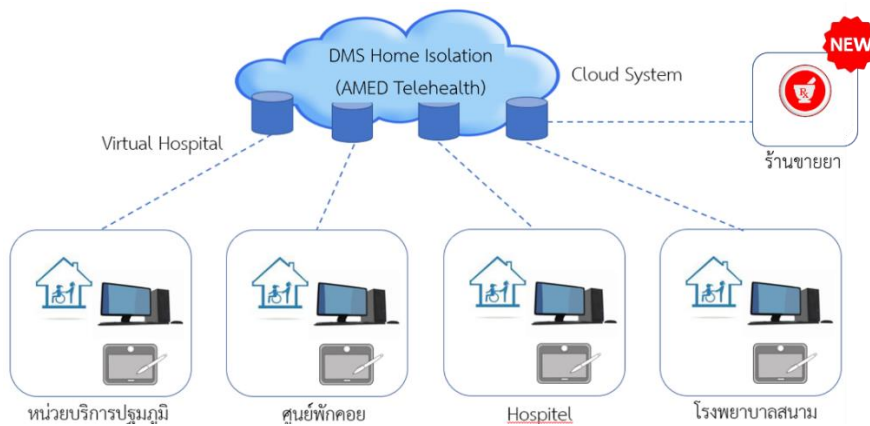 DMS Home Isolation
(AMED Telehealth)
Cloud System
NEW
Rx
Virtual Hospital
ร้านขายยา
หน่วยบริการปฐมภูมิ
ศูนย์พักคอย
Hospitel
โรงพยาบาลสนาม